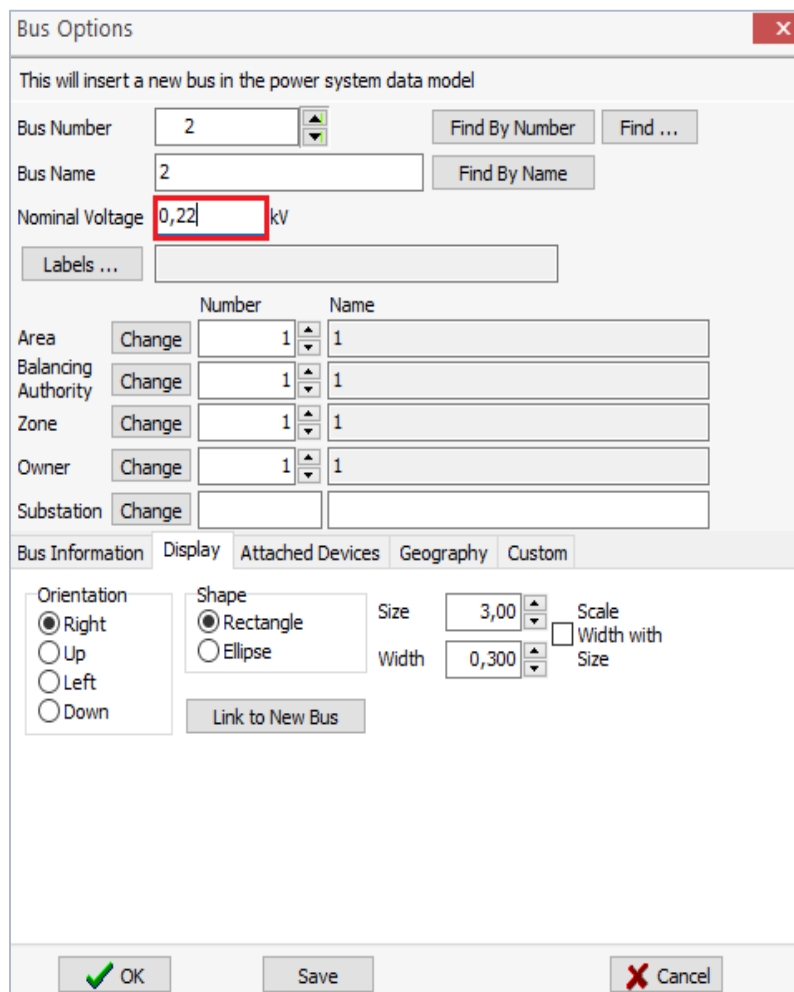 Bus Options
This will insert a new bus in the power system data model
Bus Number 2 Find By Number Find ...
Bus Name 2 Find By Name
Nominal Voltage 0,22 kV
Labels ...
Number Name
Area Change 1 1
Balancing Authority Change 1 1
Zone Change 1 1
Owner Change 1 1
Substation Change
Bus Information Display Attached Devices Geography Custom
Orientation Shape
Right Rectangle Size 3,00 Scale Width with Size
Up Ellipse Width 0,300
Left
Down Link to New Bus
OK Save Cancel